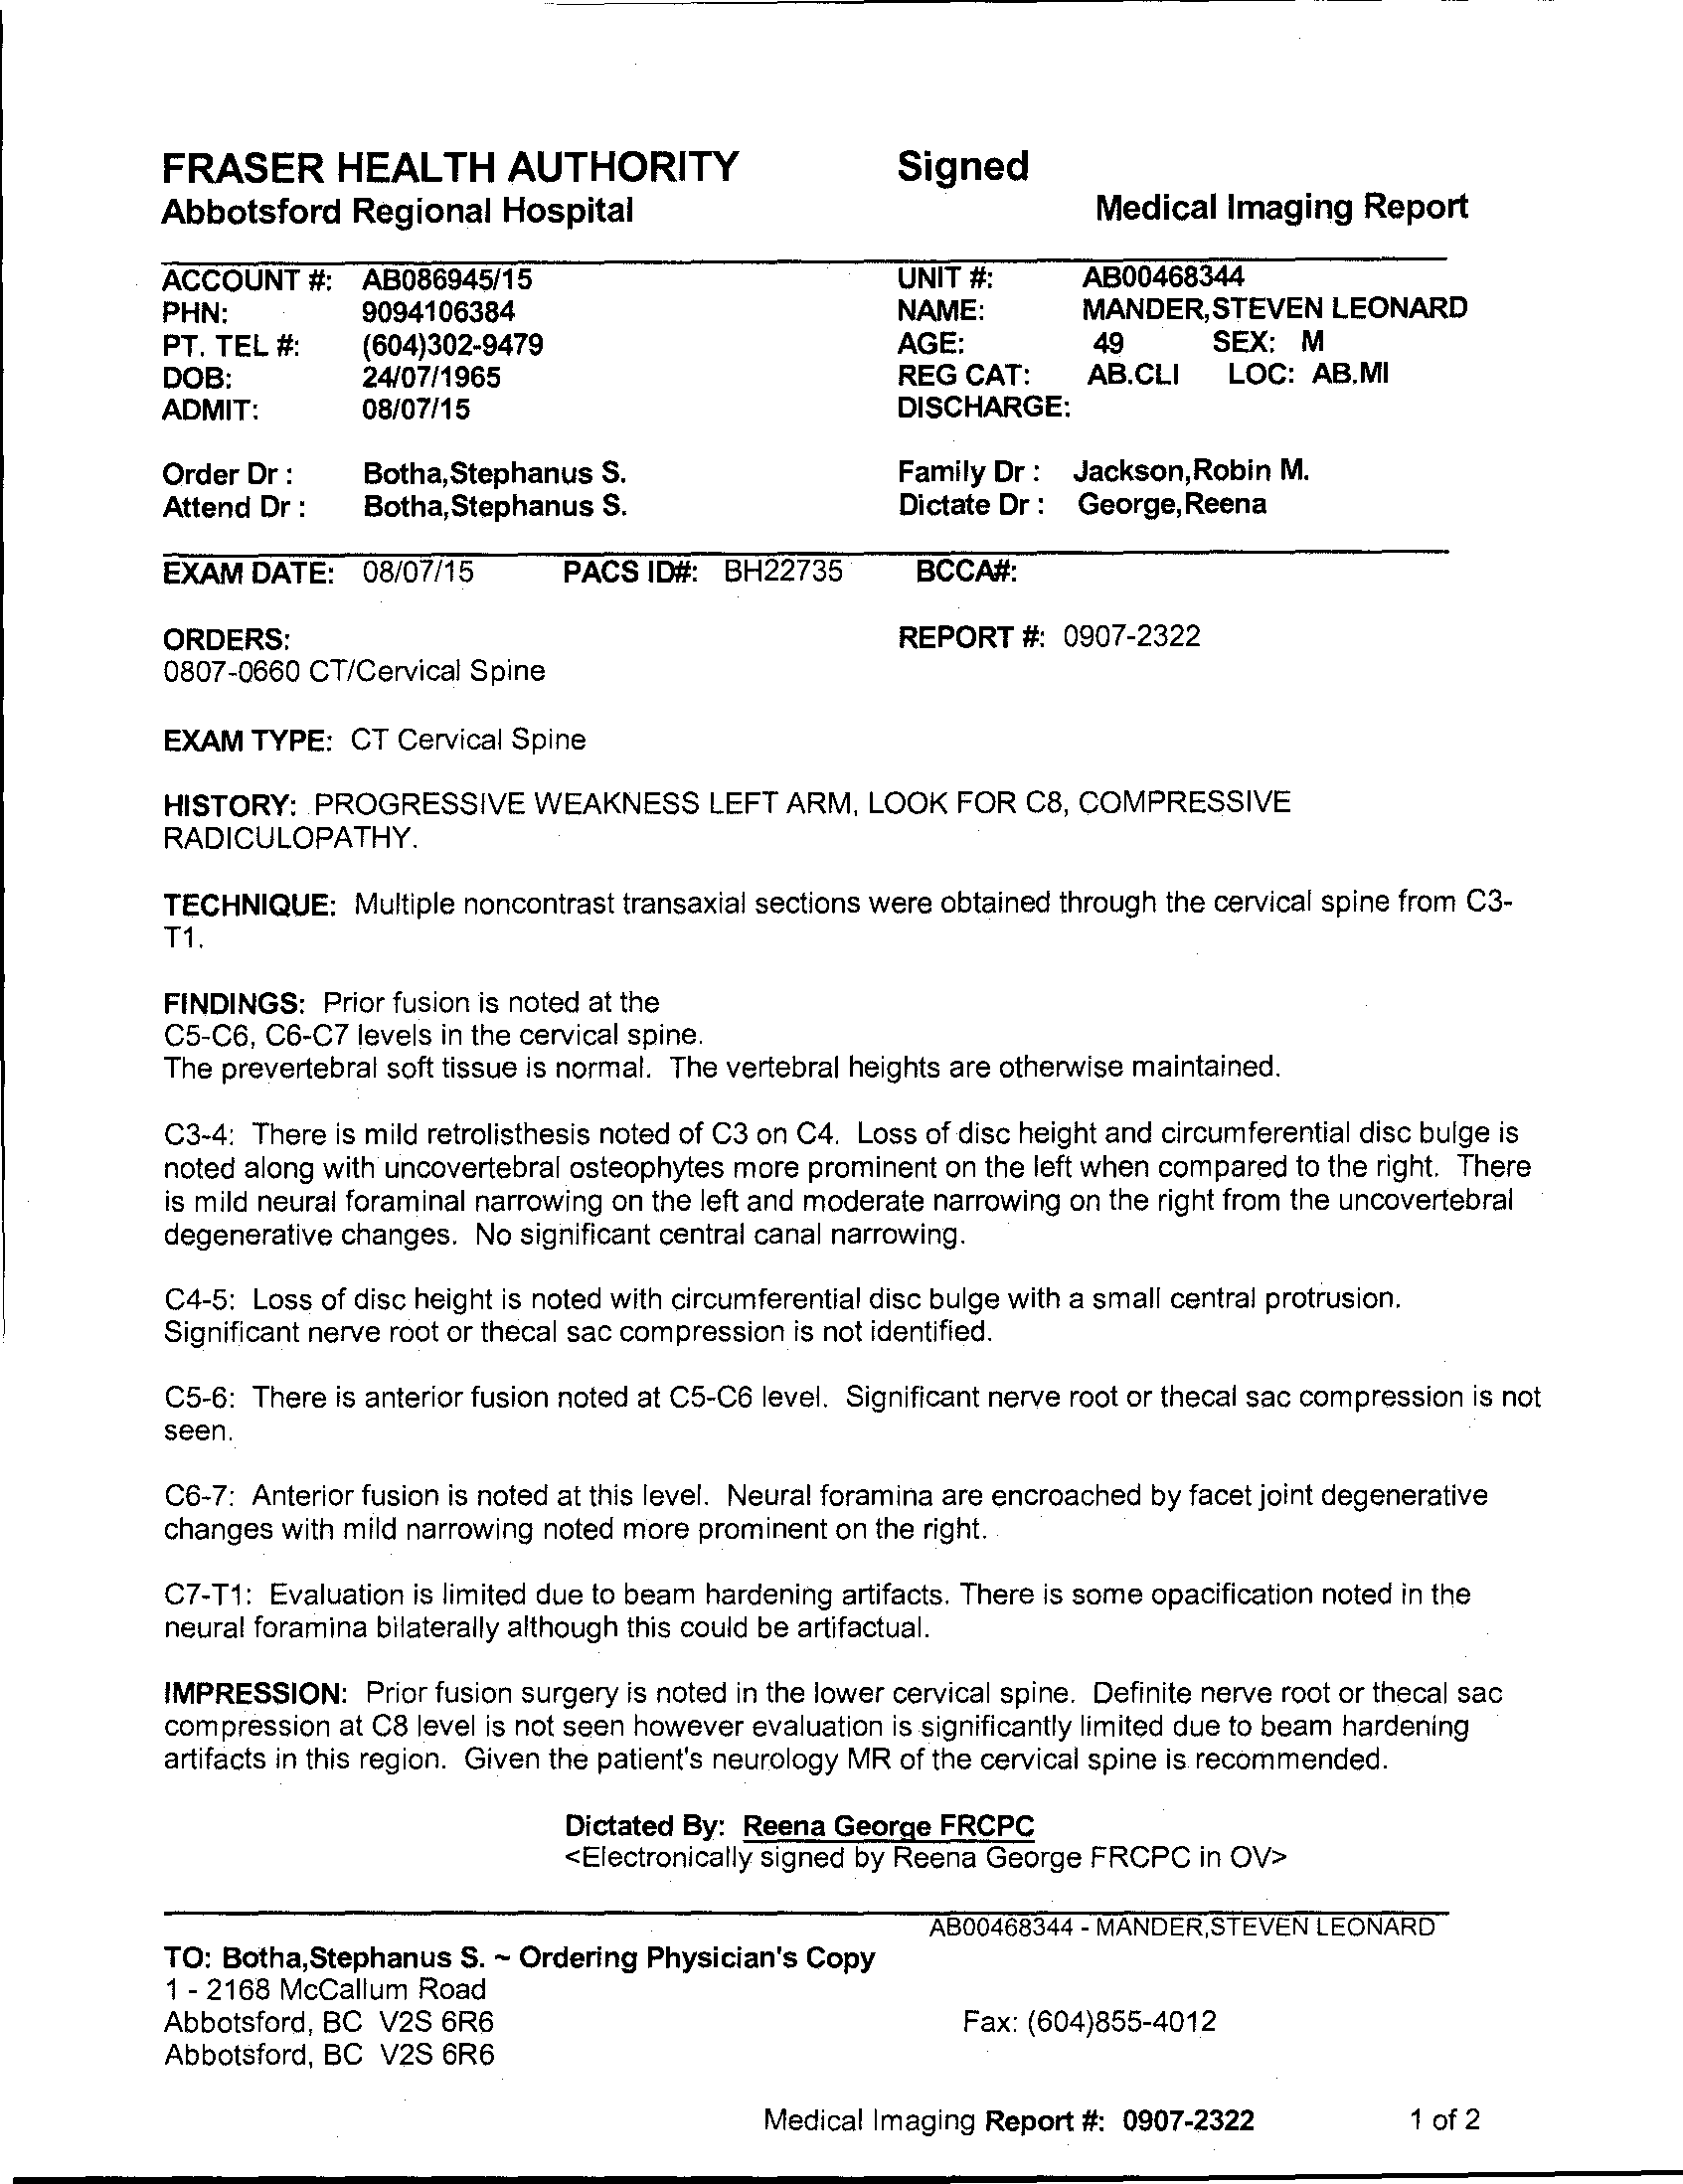 FRASER HEALTH AUTHORITY Signed
Abbotsford Regional Hospital Medical Imaging Report
ACCOUNT #: AB086945/15 UNIT #: AB00468344
PHN: 9094106384 NAME: MANDER,STEVEN LEONARD
PT. TEL #: (604)302-9479 AGE: 49 SEX: M
DOB: 24/07/1965 REG CAT: AB.CLI LOC: AB.MI
ADMIT: 08/07/15 DISCHARGE:
Order Dr : Botha,Stephanus S. Family Dr : Jackson,Robin M.
Attend Dr : Botha,Stephanus S. Dictate Dr : George,Reena
EXAM DATE: 08/07/15 PACS ID#: BH22735 BCCA#:
ORDERS: REPORT #: 0907-2322
0807-0660 CT/Cervical Spine
EXAM TYPE: CT Cervical Spine
HISTORY: PROGRESSIVE WEAKNESS LEFT ARM, LOOK FOR C8, COMPRESSIVE
RADICULOPATHY.
TECHNIQUE: Multiple noncontrast transaxial sections were obtained through the cervical spine from C3-
T1.
FINDINGS: Prior fusion is noted at the
C5-C6, C6-C7 levels in the cervical spine.
The prevertebral soft tissue is normal. The vertebral heights are otherwise maintained.
C3-4: There is mild retrolisthesis noted of C3 on C4. Loss of disc height and circumferential disc bulge is
noted along with uncovertebral osteophytes more prominent on the left when compared to the right. There
is mild neural foraminal narrowing on the left and moderate narrowing on the right from the uncovertebral
degenerative changes. No significant central canal narrowing.
C4-5: Loss of disc height is noted with circumferential disc bulge with a small central protrusion.
Significant nerve root or thecal sac compression is not identified.
C5-6: There is anterior fusion noted at C5-C6 level. Significant nerve root or thecal sac compression is not
seen.
C6-7: Anterior fusion is noted at this level. Neural foramina are encroached by facet joint degenerative
changes with mild narrowing noted more prominent on the right.
C7-T1: Evaluation is limited due to beam hardening artifacts. There is some opacification noted in the
neural foramina bilaterally although this could be artifactual.
IMPRESSION: Prior fusion surgery is noted in the lower cervical spine. Definite nerve root or thecal sac
compression at C8 level is not seen however evaluation is significantly limited due to beam hardening
artifacts in this region. Given the patient's neurology MR of the cervical spine is recommended.
Dictated By: Reena George FRCPC
<Electronically signed by Reena George FRCPC in OV>
AB00468344 - MANDER,STEVEN LEONARD
TO: Botha,Stephanus S. ~ Ordering Physician's Copy
1 - 2168 McCallum Road
Abbotsford, BC V2S 6R6 Fax: (604)855-4012
Abbotsford, BC V2S 6R6
Medical Imaging Report #: 0907-2322 1 of 2